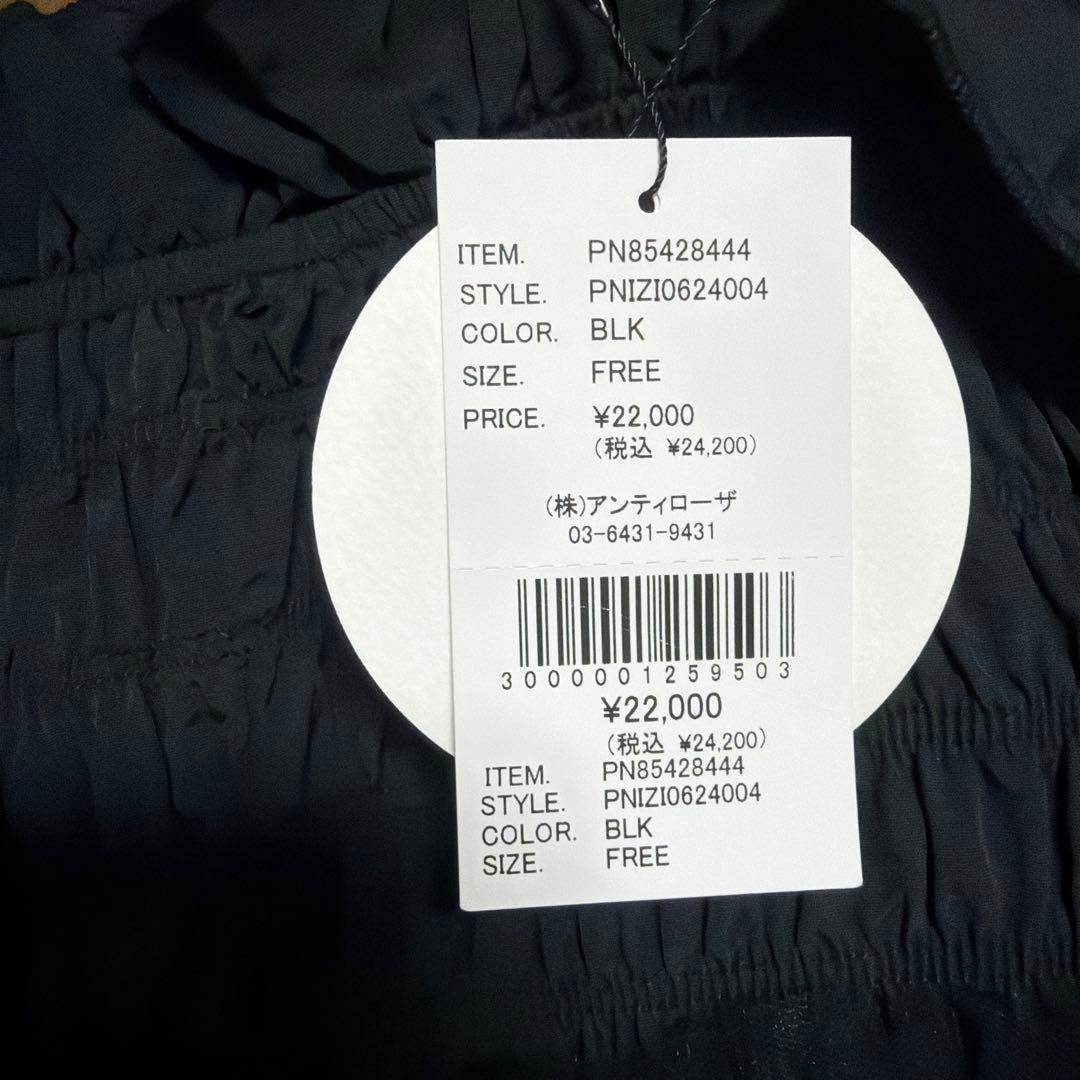 ITEM. PN85428444
STYLE. PNIZI0624004
COLOR. BLK
SIZE. FREE
PRICE. ¥22,000
(税込 ¥24,200)
(株)アンティローザ
03-6431-9431
3000001259503
¥22,000
(税込 ¥24,200)
ITEM. PN85428444
STYLE. PNIZI0624004
COLOR. BLK
SIZE. FREE